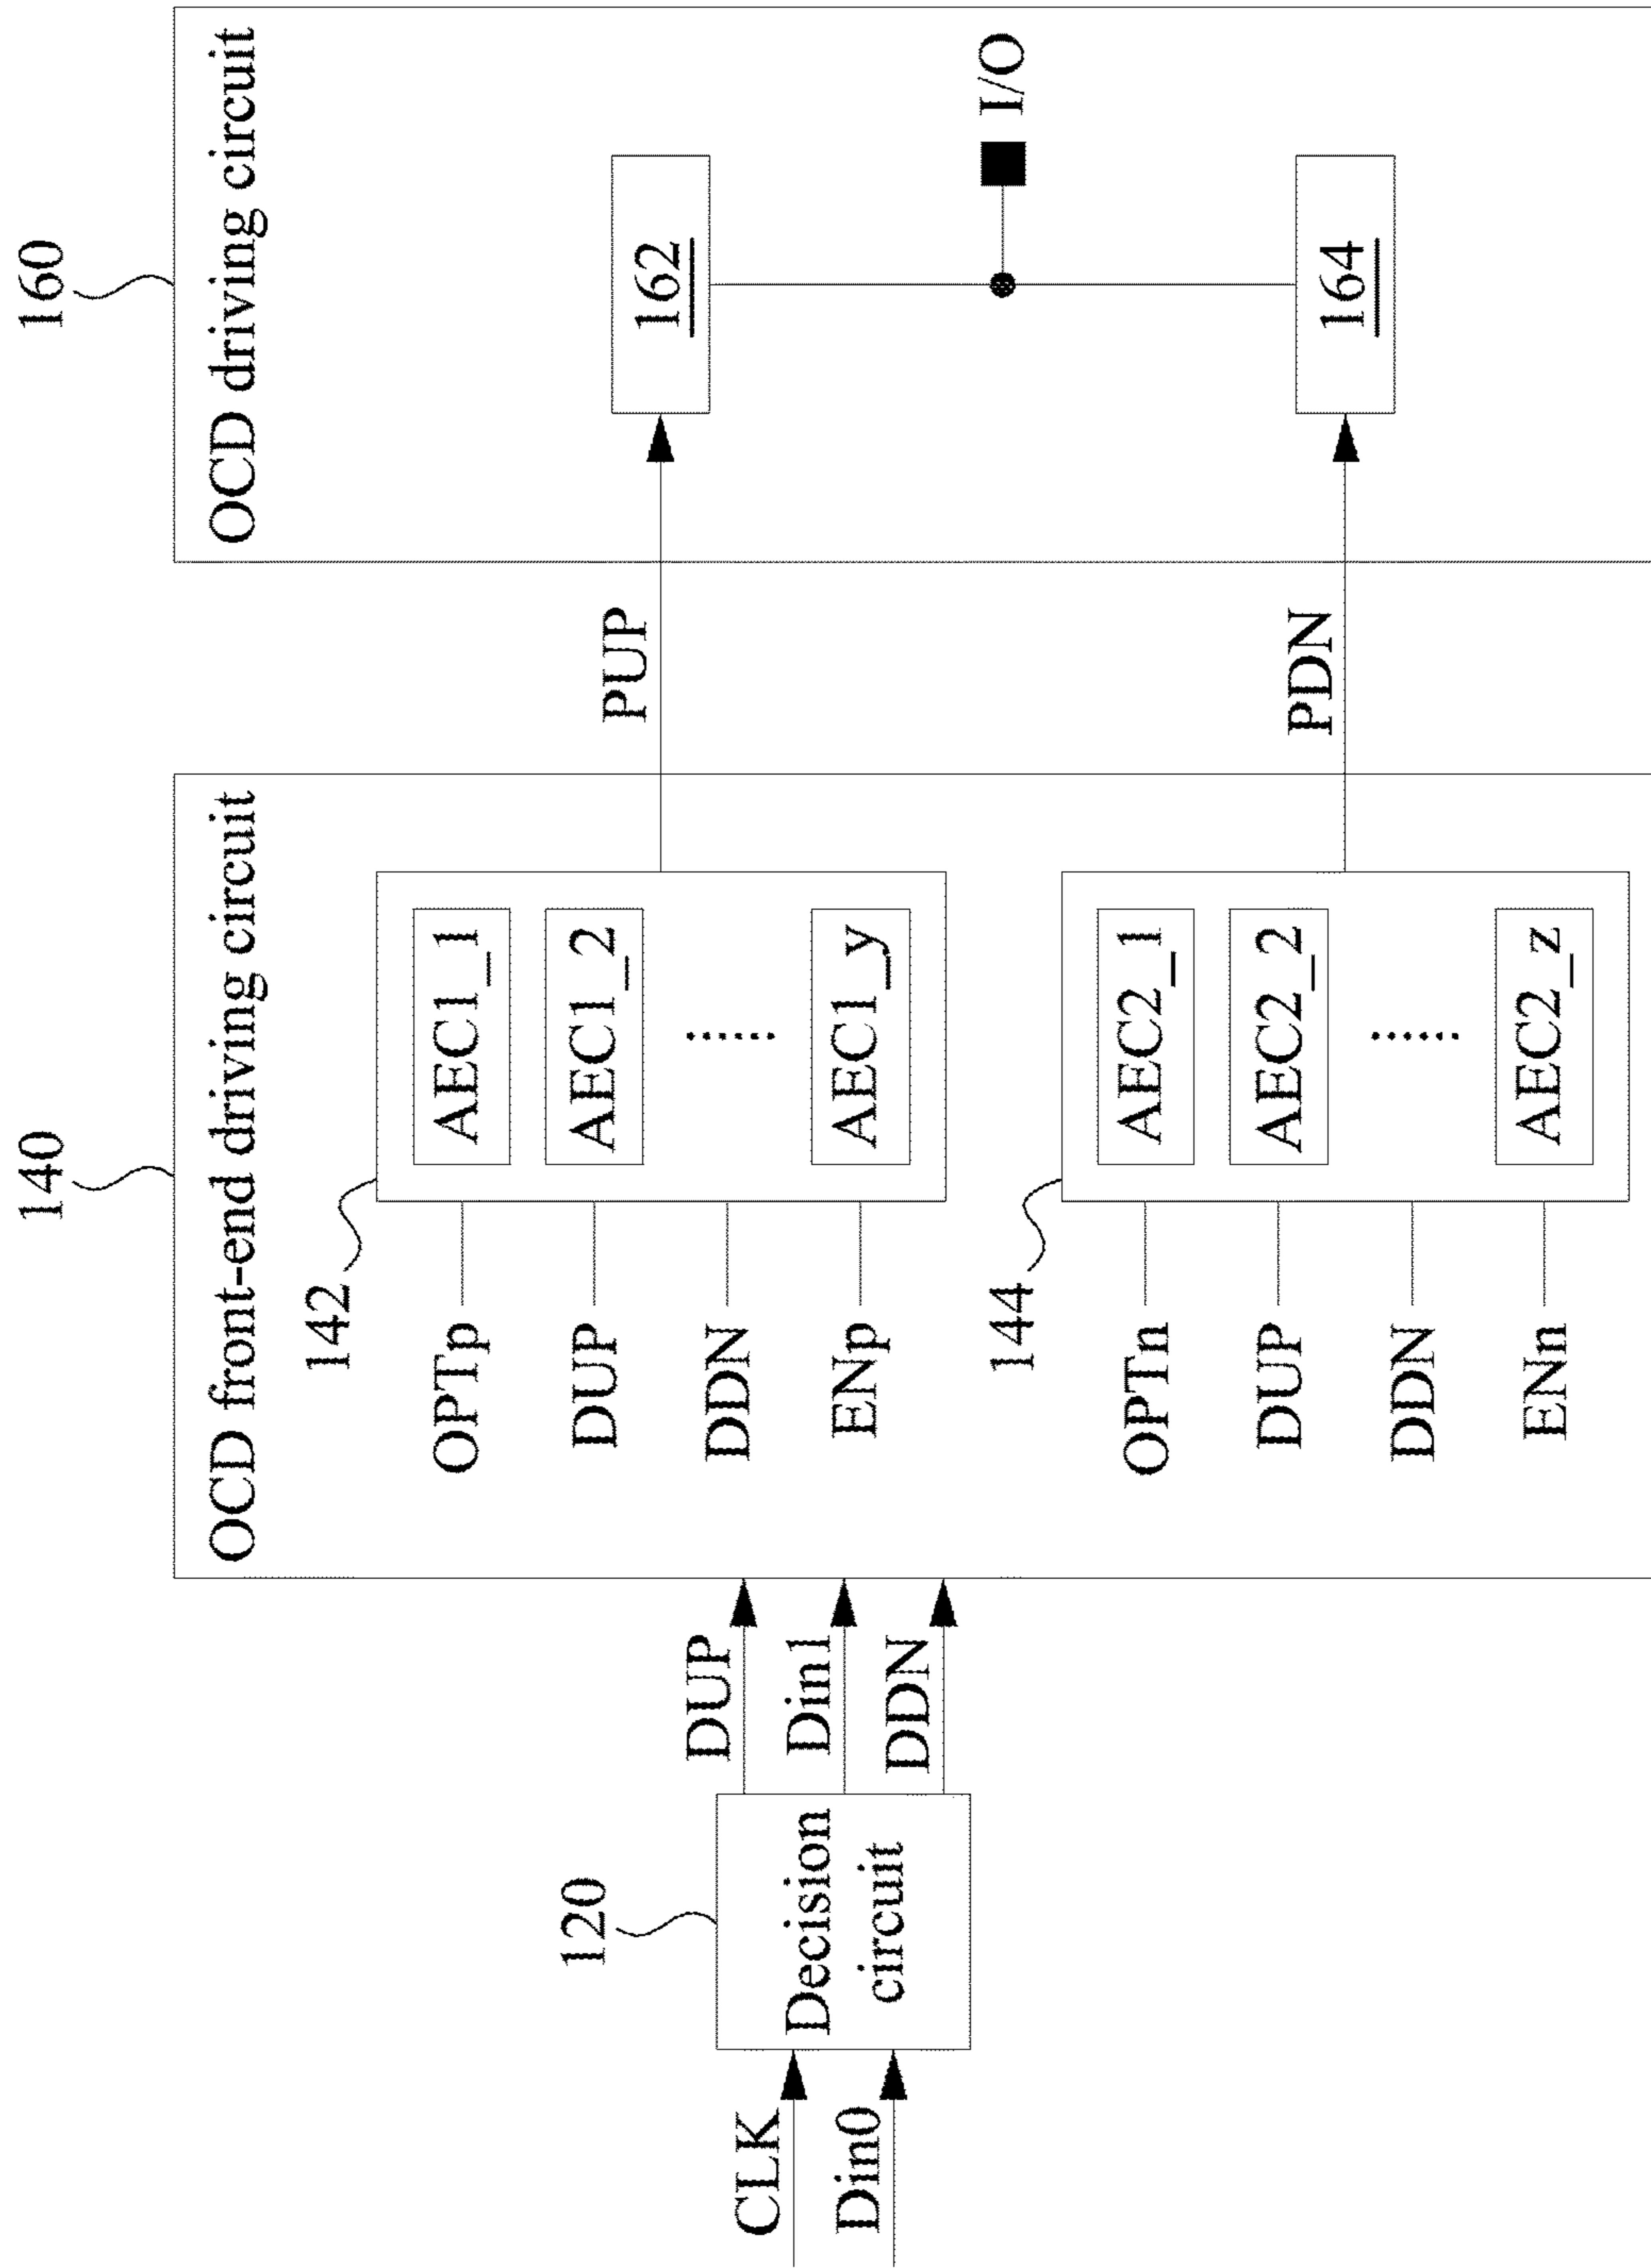 120
CLK
Din0
Decision
circuit
DUP
Din1
DDN
140
OCD front-end driving circuit
142
OPTp
DUP
DDN
ENp
AEC1_1
AEC1_2
......
AEC1_y
144
OPTn
DUP
DDN
ENn
AEC2_1
AEC2_2
......
AEC2_z
PUP
PDN
160
OCD driving circuit
162
I/O
164